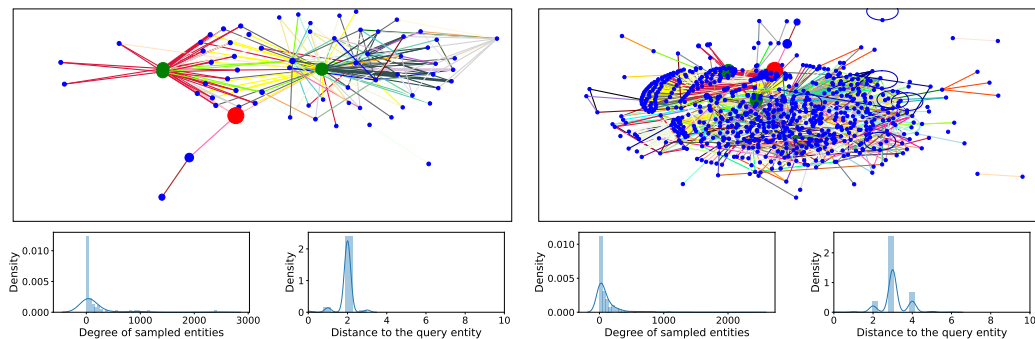 0.010
0.005
0.000
Density
0 1000 2000 3000
Degree of sampled entities
2
1
0
Density
0 2 4 6 8 10
Distance to the query entity
0.010
0.005
0.000
Density
0 1000 2000
Degree of sampled entities
2
1
0
Density
0 2 4 6 8 10
Distance to the query entity